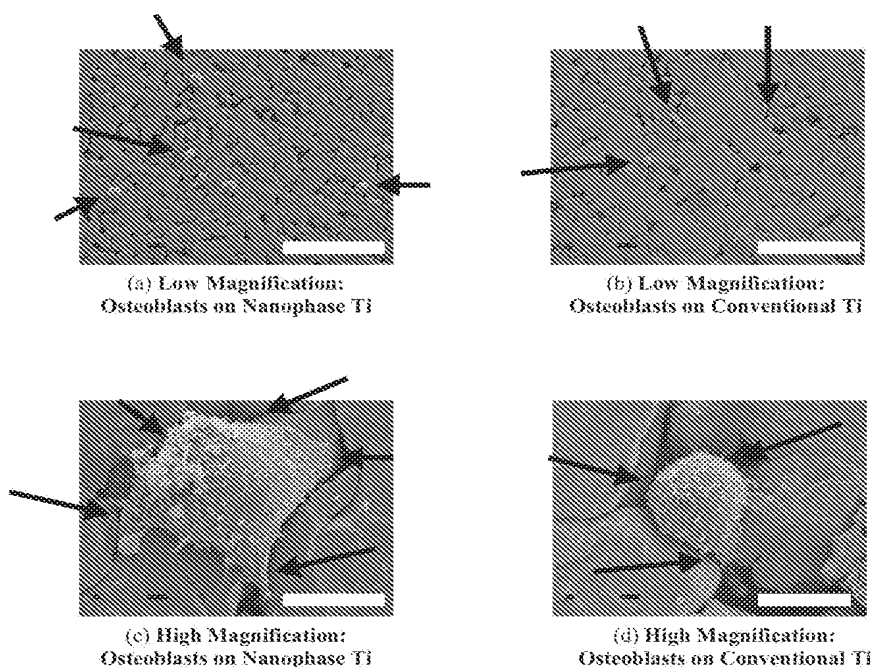 (a) Low Magnification:
Osteoblasts on Nanophase Ti
(b) Low Magnification:
Osteoblasts on Conventional Ti
(c) High Magnification:
Osteoblasts on Nanophase Ti
(d) High Magnification:
Osteoblasts on Conventional Ti